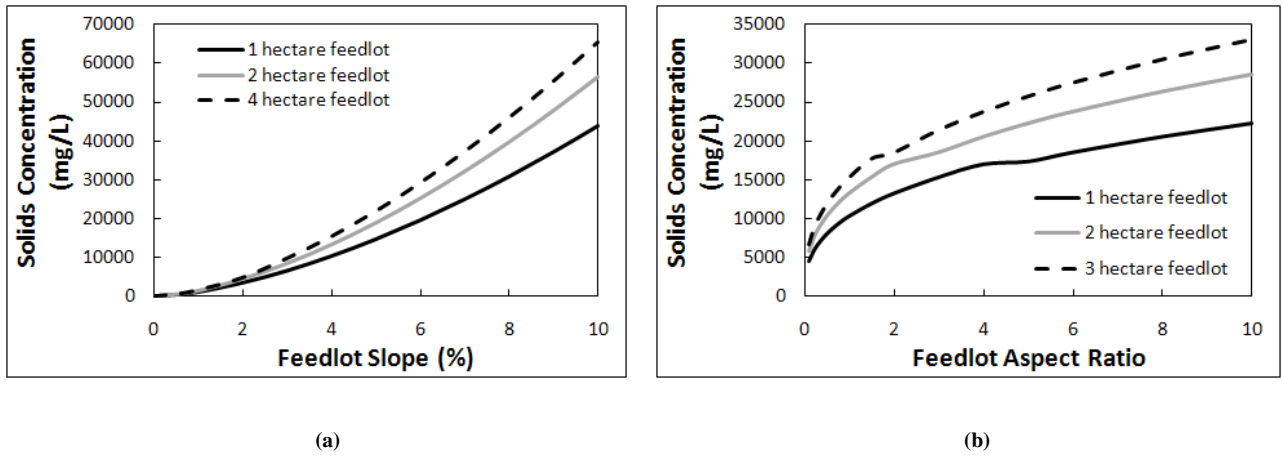 Solids Concentration
(mg/L)
70000
60000
50000
40000
30000
20000
10000
0
1 hectare feedlot
2 hectare feedlot
4 hectare feedlot
0 2 4 6 8 10
Feedlot Slope (%)
(a)
Solids Concentration
(mg/L)
35000
30000
25000
20000
15000
10000
5000
0
1 hectare feedlot
2 hectare feedlot
3 hectare feedlot
0 2 4 6 8 10
Feedlot Aspect Ratio
(b)